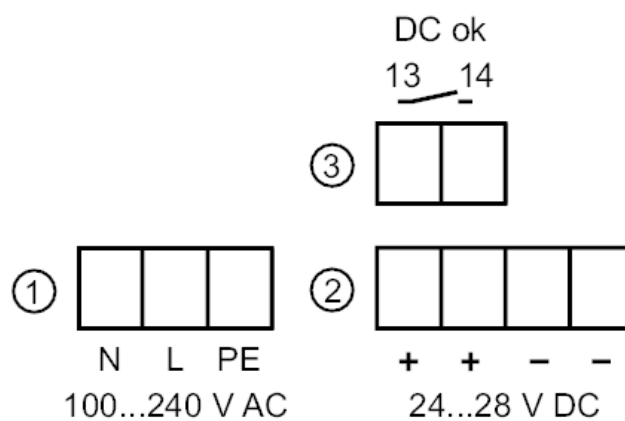 DC ok
13 14
3
1
2
N L PE
+ + – –
100...240 V AC
24...28 V DC